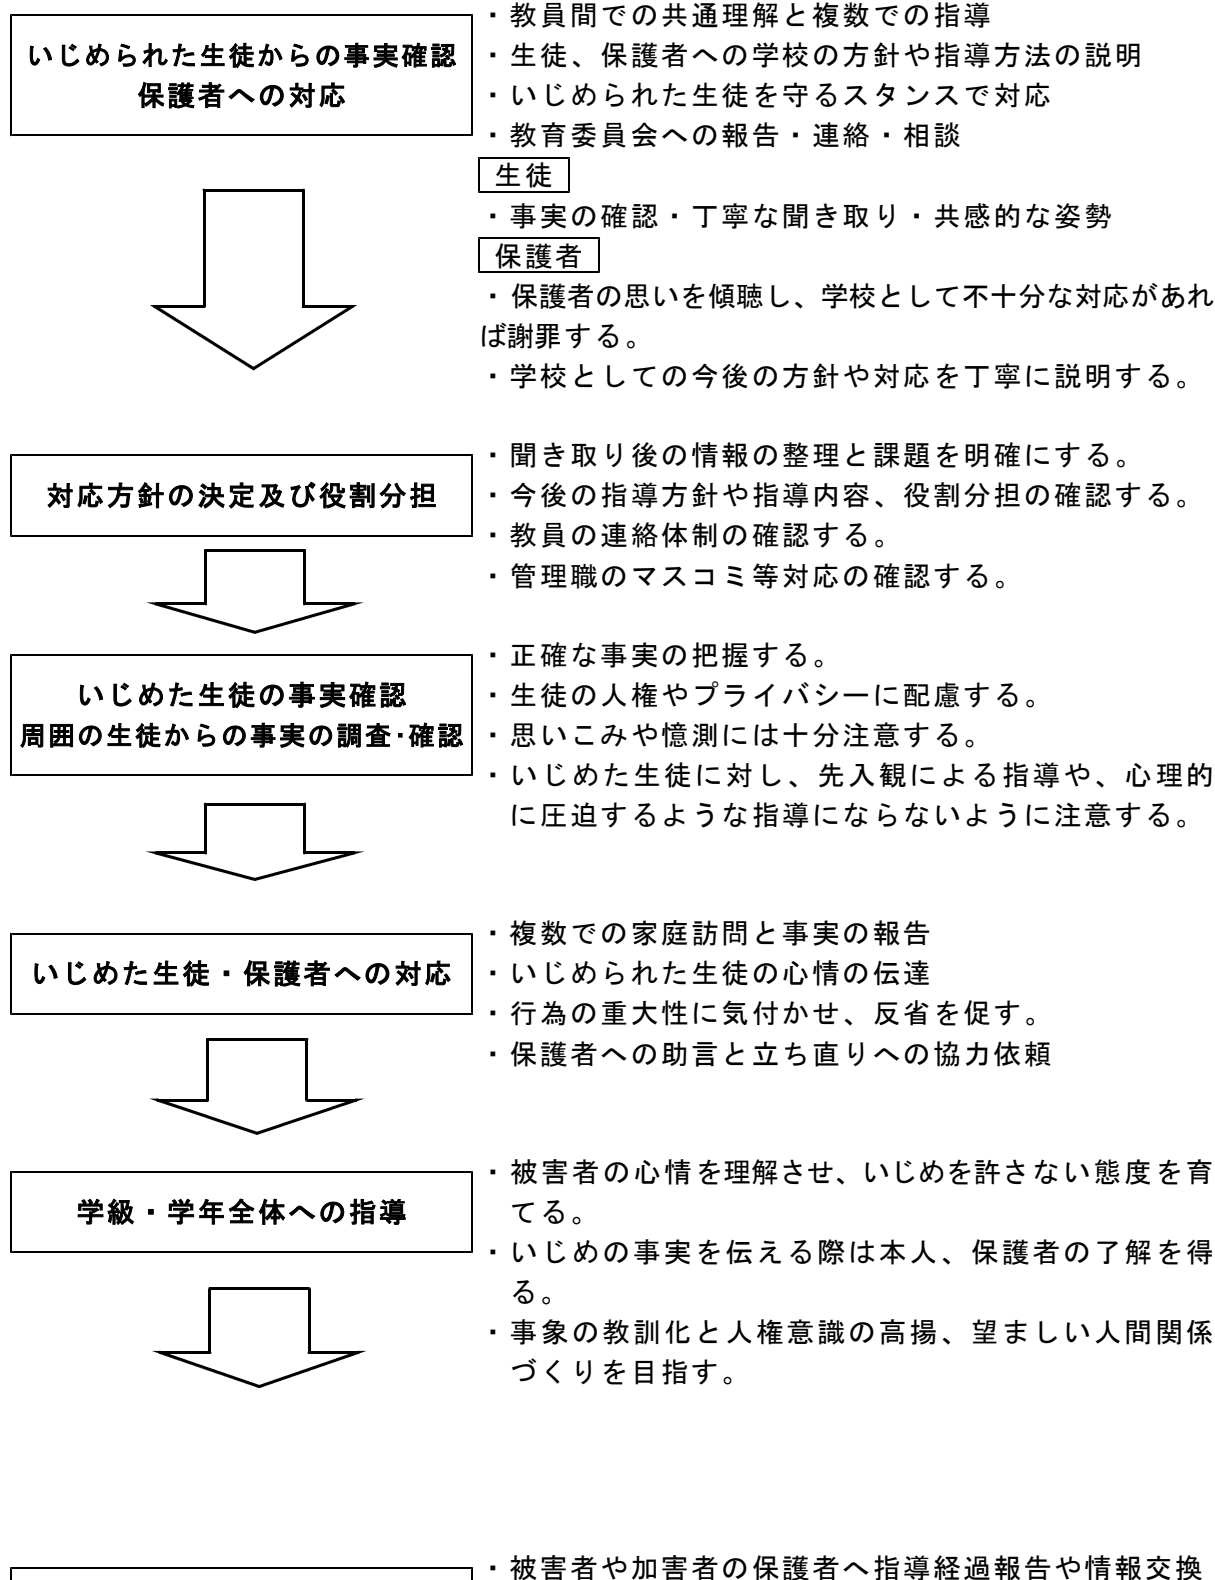 いじめられた生徒からの事実確認
保護者への対応
・教員間での共通理解と複数での指導
・生徒、保護者への学校の方針や指導方法の説明
・いじめられた生徒を守るスタンスで対応
・教育委員会への報告・連絡・相談
生徒
・事実の確認・丁寧な聞き取り・共感的な姿勢
保護者
・保護者の思いを傾聴し、学校として不十分な対応があれ
ば謝罪する。
・学校としての今後の方針や対応を丁寧に説明する。
対応方針の決定及び役割分担
・聞き取り後の情報の整理と課題を明確にする。
・今後の指導方針や指導内容、役割分担の確認する。
・教員の連絡体制の確認する。
・管理職のマスコミ等対応の確認する。
いじめた生徒の事実確認
周囲の生徒からの事実の調査・確認
・正確な事実の把握する。
・生徒の人権やプライバシーに配慮する。
・思いこみや憶測には十分注意する。
・いじめた生徒に対し、先入観による指導や、心理的
に圧迫するような指導にならないように注意する。
いじめた生徒・保護者への対応
・複数での家庭訪問と事実の報告
・いじめられた生徒の心情の伝達
・行為の重大性に気付かせ、反省を促す。
・保護者への助言と立ち直りへの協力依頼
学級・学年全体への指導
・被害者の心情を理解させ、いじめを許さない態度を育
てる。
・いじめの事実を伝える際は本人、保護者の了解を得
る。
・事象の教訓化と人権意識の高揚、望ましい人間関係
づくりを目指す。
・被害者や加害者の保護者へ指導経過報告や情報交換